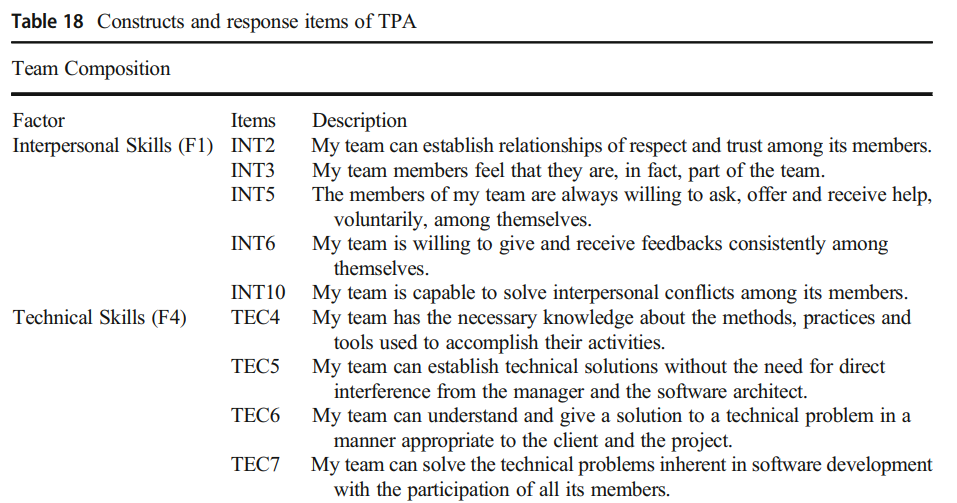 Table 18 Constructs and response items of TPA
Team Composition
Factor Items Description
Interpersonal Skills (F1) INT2 My team can establish relationships of respect and trust among its members.
INT3 My team members feel that they are, in fact, part of the team.
INT5 The members of my team are always willing to ask, offer and receive help,
voluntarily, among themselves.
INT6 My team is willing to give and receive feedbacks consistently among
themselves.
INT10 My team is capable to solve interpersonal conflicts among its members.
Technical Skills (F4) TEC4 My team has the necessary knowledge about the methods, practices and
tools used to accomplish their activities.
TEC5 My team can establish technical solutions without the need for direct
interference from the manager and the software architect.
TEC6 My team can understand and give a solution to a technical problem in a
manner appropriate to the client and the project.
TEC7 My team can solve the technical problems inherent in software development
with the participation of all its members.